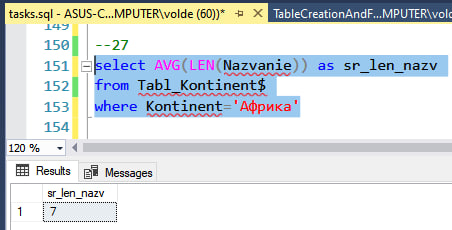 tasks.sql - ASUS-C...MPUTER\volde (60))*
TableCreationAndF...MPUTER\volde
149
150 --27
151 select AVG(LEN(Nazvanie)) as sr_len_nazv
152 from Tabl_Kontinent$
153 where Kontinent='Африка'
154
120 %
Results Messages
sr_len_nazv
1 7